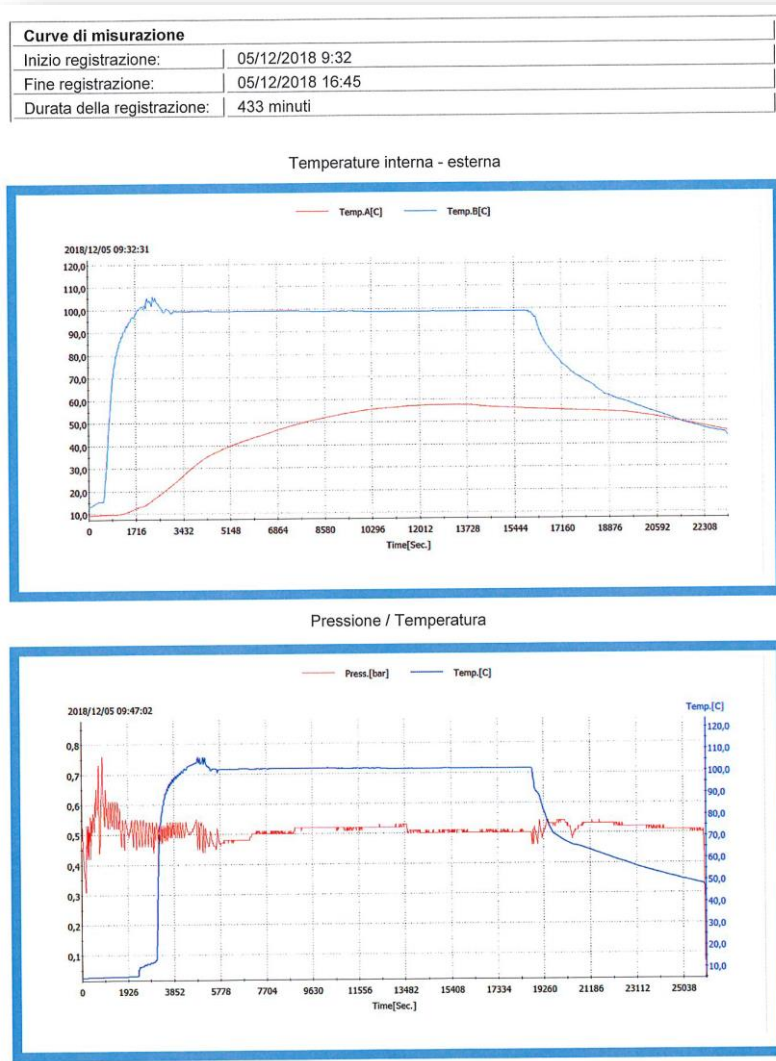 Curve di misurazione
Inizio registrazione: 05/12/2018 9:32
Fine registrazione: 05/12/2018 16:45
Durata della registrazione: 433 minuti
Temperature interna - esterna
Temp.A[C] Temp.B[C]
2018/12/05 09:32:31
120,0
110,0
100,0
90,0
80,0
70,0
60,0
50,0
40,0
30,0
20,0
10,0
0 1716 3432 5148 6864 8580 10296 12012 13728 15444 17160 18876 20592 22308
Time[Sec.]
Pressione / Temperatura
Press.[bar] Temp.[C]
2018/12/05 09:47:02 Temp.[C]
0,8
0,7
0,6
0,5
0,4
0,3
0,2
0,1
120,0
110,0
100,0
90,0
80,0
70,0
60,0
50,0
40,0
30,0
20,0
10,0
0 1926 3852 5778 7704 9630 11556 13482 15408 17334 19260 21186 23112 25038
Time[Sec.]